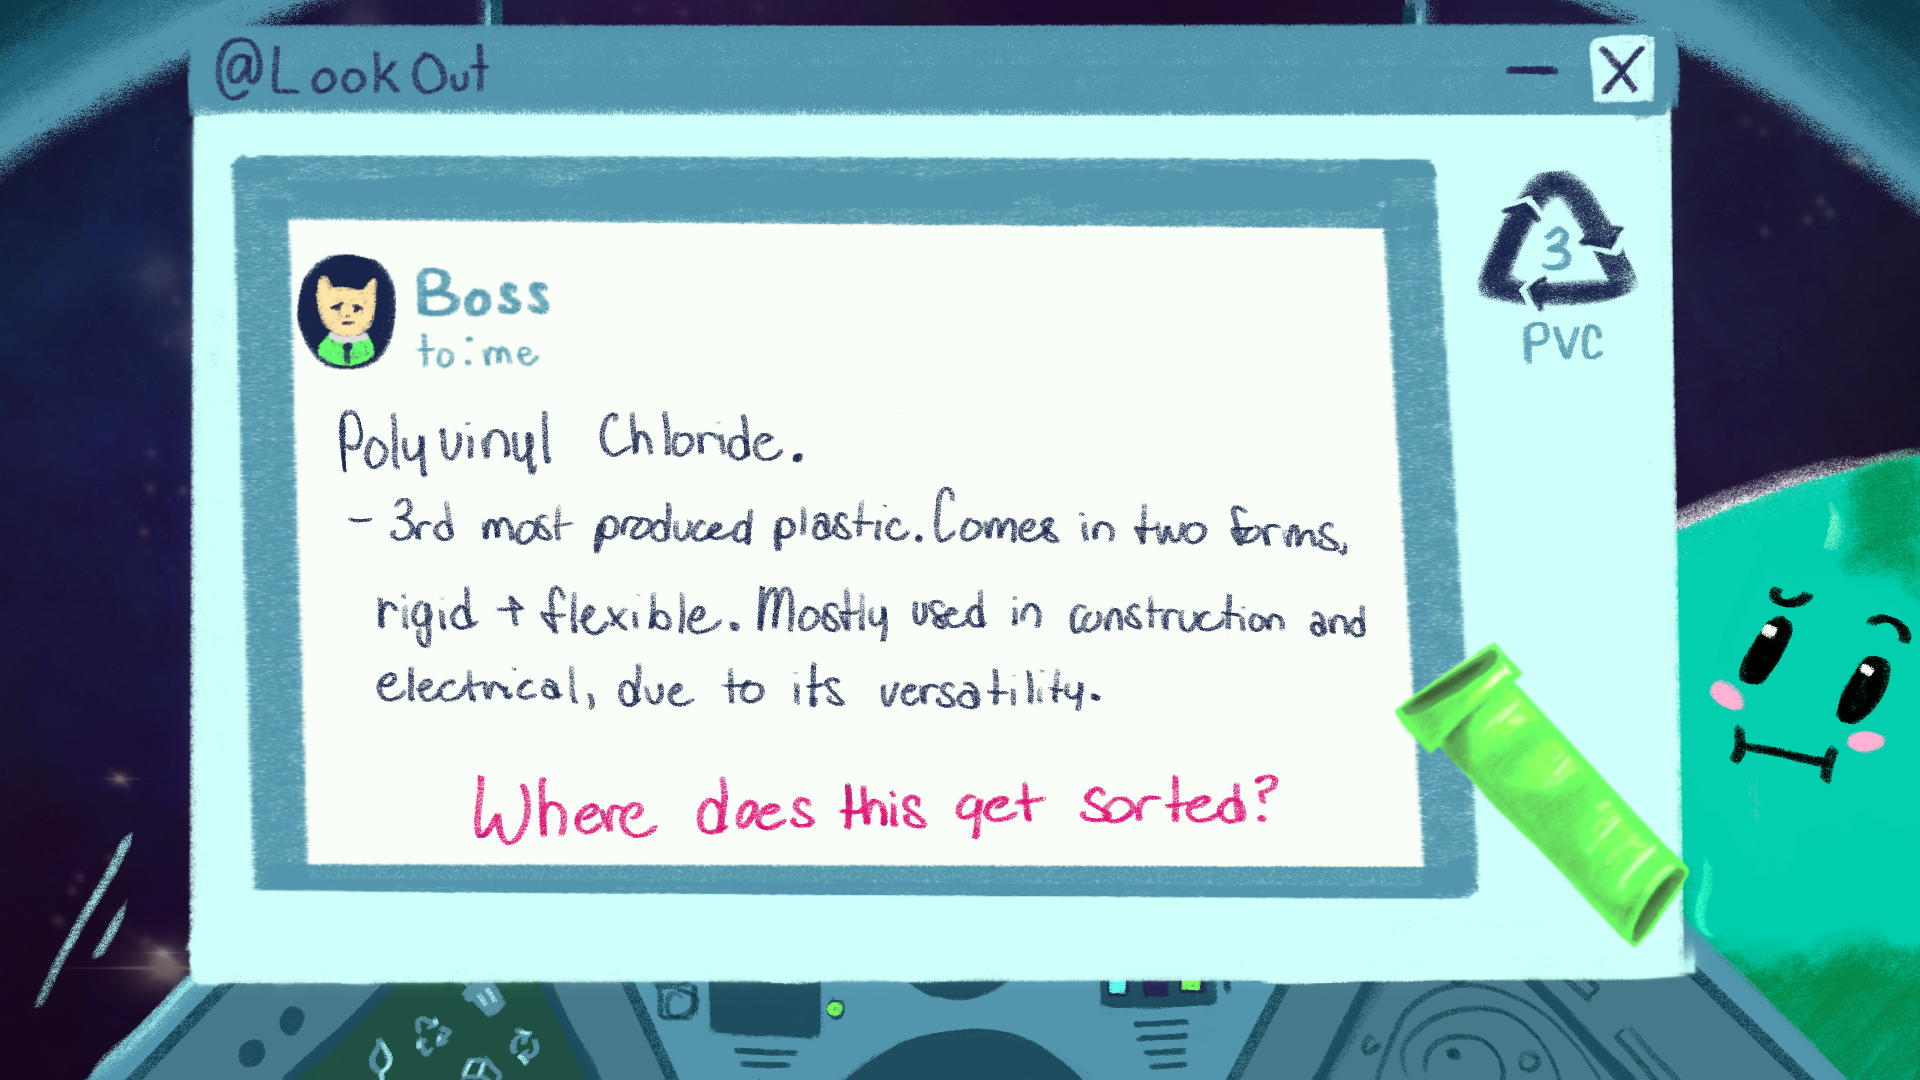 @LookOut
3
PVC
Boss
to:me
Polyvinyl Chloride.
- 3rd most produced plastic. Comes in two forms,
rigid + flexible. Mostly used in construction and
electrical, due to its versatility.
Where does this get sorted?